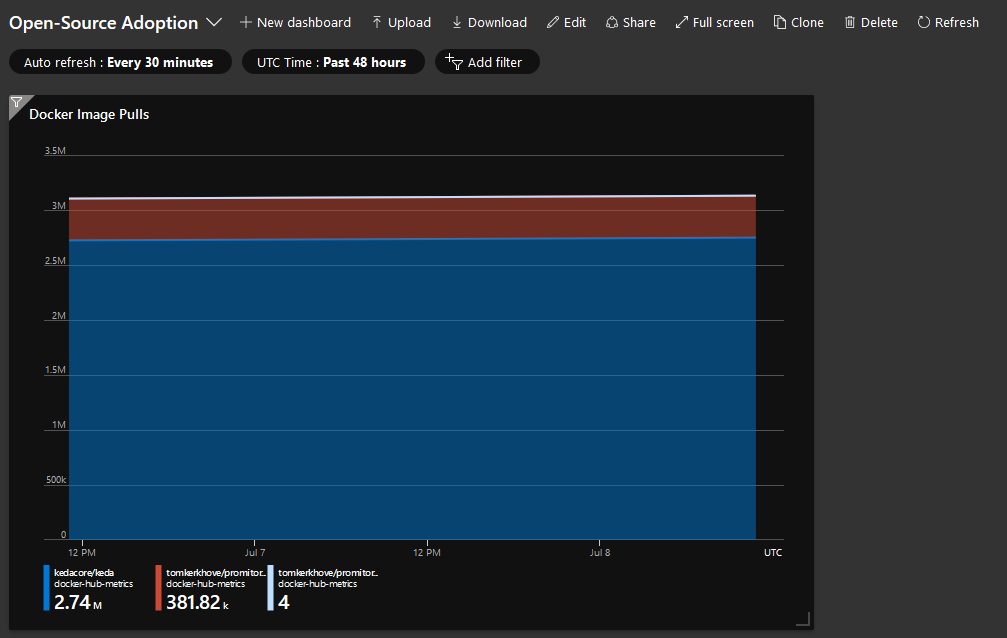 Open-Source Adoption New dashboard Upload Download Edit Share Full screen Clone Delete Refresh
Auto refresh : Every 30 minutes UTC Time : Past 48 hours Add filter
Docker Image Pulls
3.5M
3M
2.5M
2M
1.5M
1M
500k
0
12 PM Jul 7 12 PM Jul 8 UTC
kedacore/keda tomkerkhove/promitor... tomkerkhove/promitor...
docker-hub-metrics docker-hub-metrics docker-hub-metrics
2.74 M 381.82 k 4